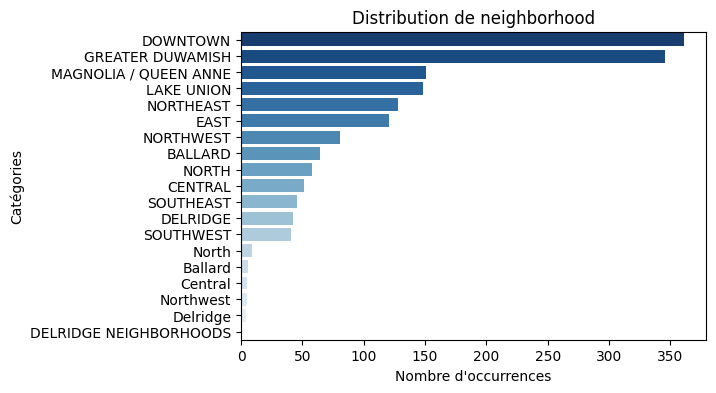 Distribution de neighborhood
Catégories
DOWNTOWN
GREATER DUWAMISH
MAGNOLIA / QUEEN ANNE
LAKE UNION
NORTHEAST
EAST
NORTHWEST
BALLARD
NORTH
CENTRAL
SOUTHEAST
DELRIDGE
SOUTHWEST
North
Ballard
Central
Northwest
Delridge
DELRIDGE NEIGHBORHOODS
0 50 100 150 200 250 300 350
Nombre d'occurrences